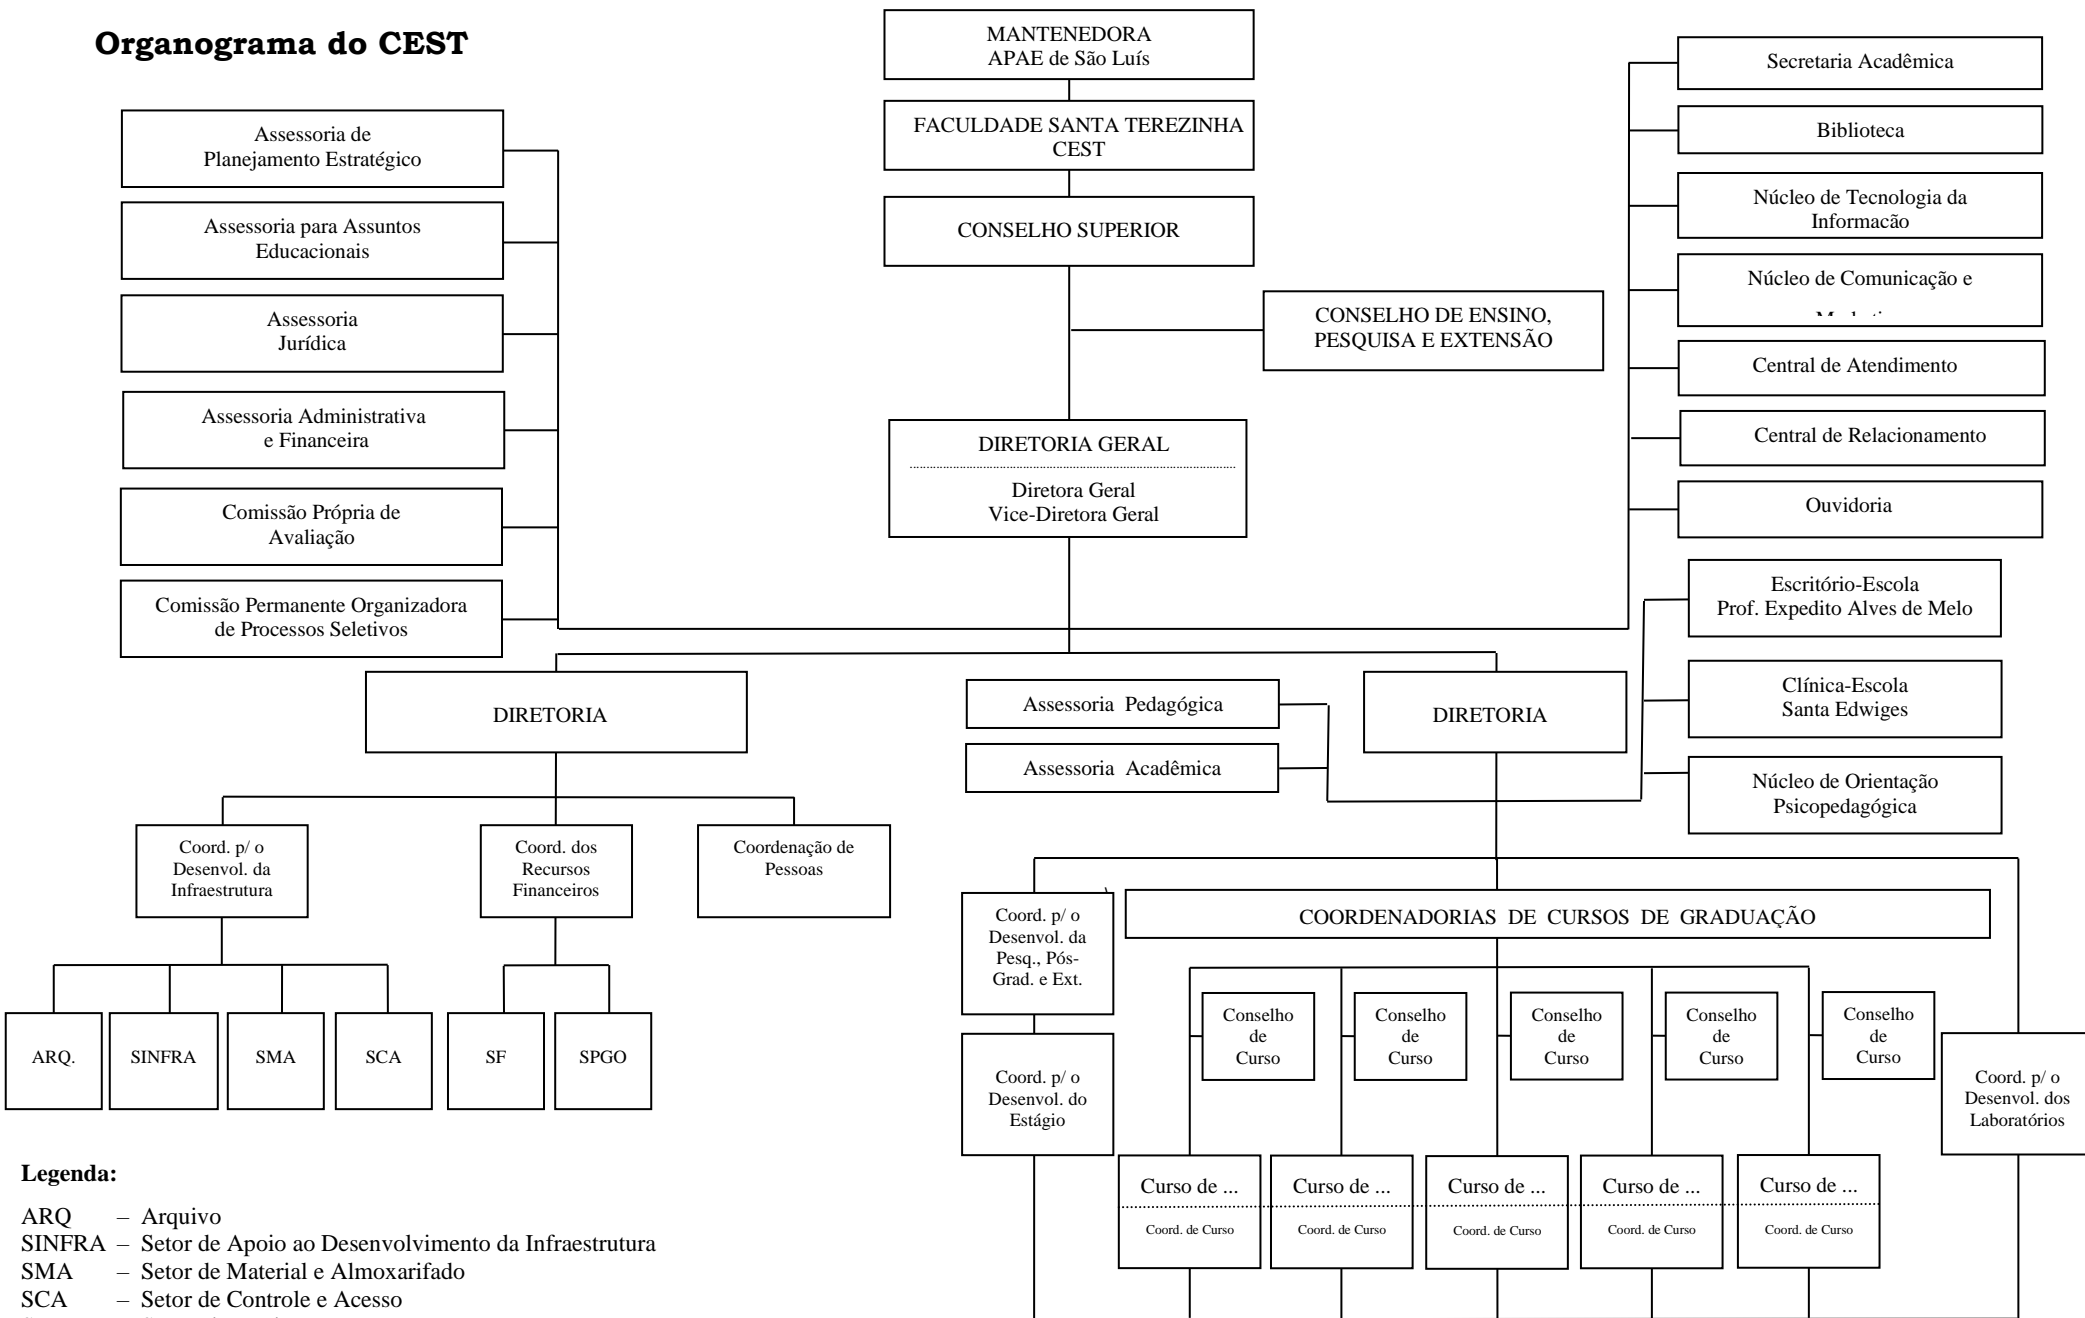 Organograma do CEST
MANTENEDORA
APAE de São Luís
FACULDADE SANTA TEREZINHA
CEST
CONSELHO SUPERIOR
CONSELHO DE ENSINO,
PESQUISA E EXTENSÃO
DIRETORIA GERAL
Diretora Geral
Vice-Diretora Geral
Assessoria de
Planejamento Estratégico
Assessoria para Assuntos
Educacionais
Assessoria
Jurídica
Assessoria Administrativa
e Financeira
Comissão Própria de
Avaliação
Comissão Permanente Organizadora
de Processos Seletivos
Secretaria Acadêmica
Biblioteca
Núcleo de Tecnologia da
Informacão
Núcleo de Comunicação e
Central de Atendimento
Central de Relacionamento
Ouvidoria
Escritório-Escola
Prof. Expedito Alves de Melo
Clínica-Escola
Santa Edwiges
Núcleo de Orientação
Psicopedagógica
DIRETORIA
Assessoria Pedagógica
Assessoria Acadêmica
DIRETORIA
Coord. p/ o
Desenvol. da
Infraestrutura
Coord. dos
Recursos
Financeiros
Coordenação de
Pessoas
ARQ.
SINFRA
SMA
SCA
SF
SPGO
Coord. p/ o
Desenvol. da
Pesq., Pós-
Grad. e Ext.
Coord. p/ o
Desenvol. do
Estágio
COORDENADORIAS DE CURSOS DE GRADUAÇÃO
Conselho
de
Curso
Conselho
de
Curso
Conselho
de
Curso
Conselho
de
Curso
Conselho
de
Curso
Coord. p/ o
Desenvol. dos
Laboratórios
Curso de ...
Coord. de Curso
Curso de ...
Coord. de Curso
Curso de ...
Coord. de Curso
Curso de ...
Coord. de Curso
Curso de ...
Coord. de Curso
Legenda:
ARQ – Arquivo
SINFRA – Setor de Apoio ao Desenvolvimento da Infraestrutura
SMA – Setor de Material e Almoxarifado
SCA – Setor de Controle e Acesso